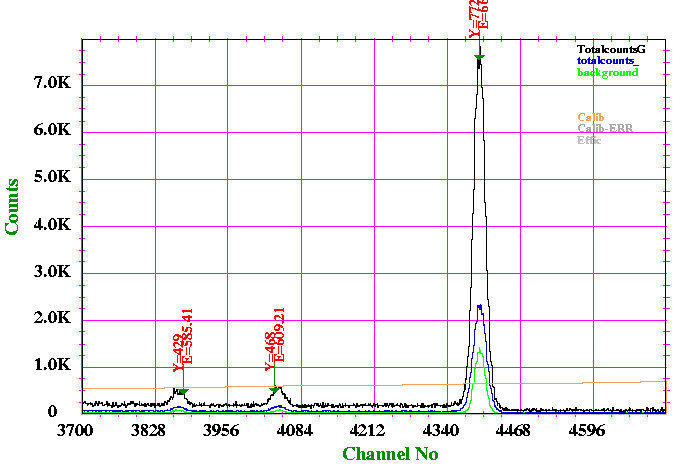 Y=772
E=66
TotalcountsG
totalcounts_
background
7.0K
Calib
Calib-ERR
Effic
6.0K
5.0K
4.0K
3.0K
2.0K
1.0K
0
Counts
Y=429
E=585.41
Y=468
E=609.21
3700 3828 3956 4084 4212 4340 4468 4596
Channel No